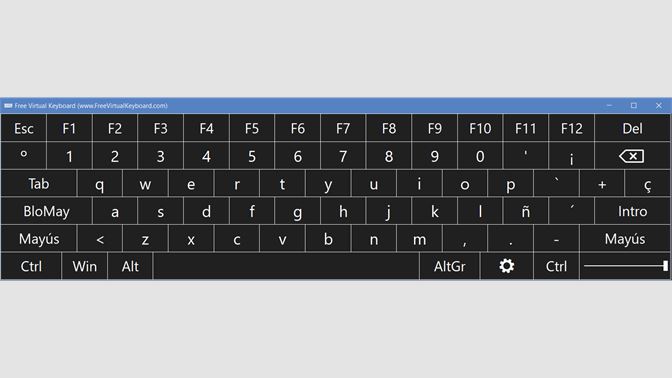 Free Virtual Keyboard (www.FreeVirtualKeyboard.com)
Esc F1 F2 F3 F4 F5 F6 F7 F8 F9 F10 F11 F12 Del
º 1 2 3 4 5 6 7 8 9 0 ' ¡
Tab q w e r t y u i o p ` + ç
BloMay a s d f g h j k l ñ ´ Intro
Mayús < z x c v b n m , . - Mayús
Ctrl Win Alt AltGr Ctrl